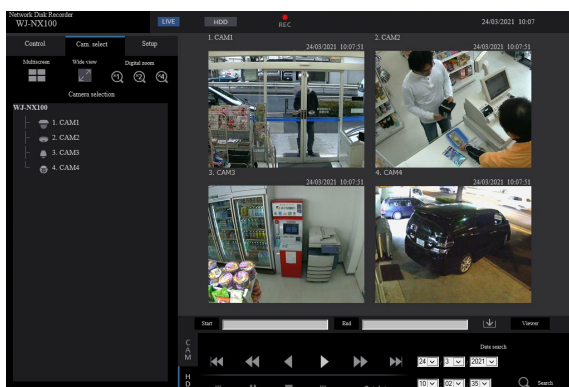 Network Disk Recorder
WJ-NX100
LIVE
HDD
REC
24/03/2021 10:07
Control
Cam. select
Setup
Multiscreen
Wide view
Digital zoom
Camera selection
WJ-NX100
1. CAM1
2. CAM2
3. CAM3
4. CAM4
1. CAM1
24/03/2021 10:07:51
2. CAM2
24/03/2021 10:07:51
3. CAM3
24/03/2021 10:07:51
4. CAM4
24/03/2021 10:07:51
Start
End
Viewer
CAM
HD
Date search
24 3 2021
10 02 35
Search